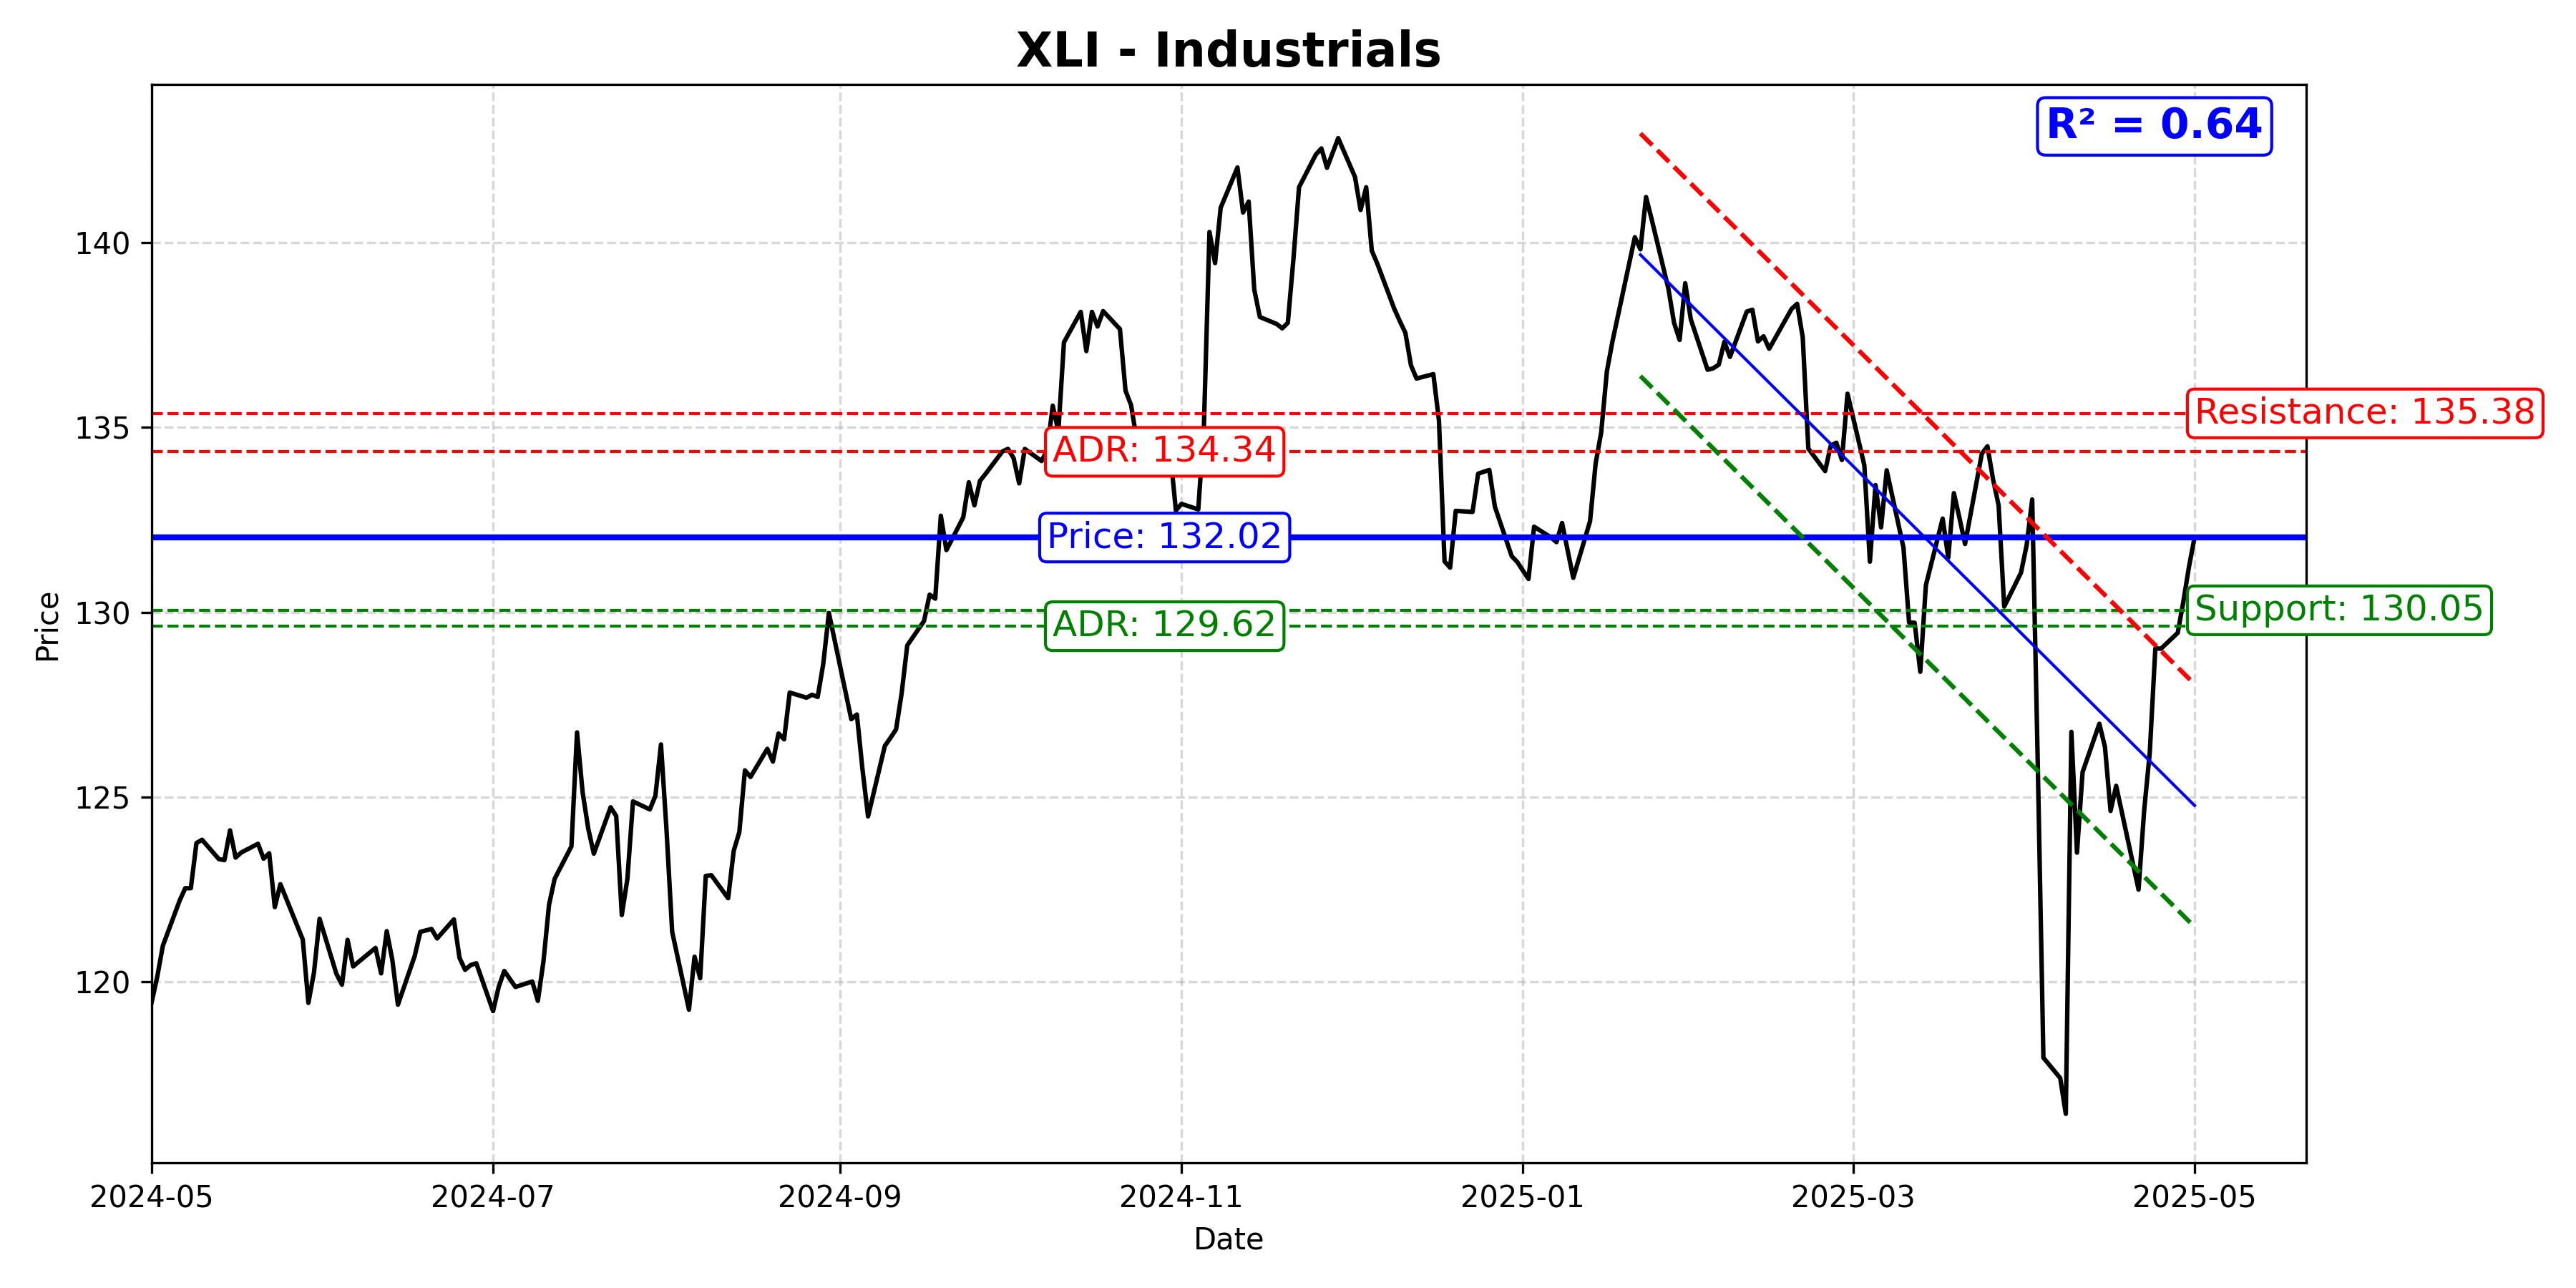 XLI - Industrials
R² = 0.64
140
135
130
125
120
Price
Resistance: 135.38
ADR: 134.34
Price: 132.02
ADR: 129.62
Support: 130.05
2024-05
2024-07
2024-09
2024-11
2025-01
2025-03
2025-05
Date